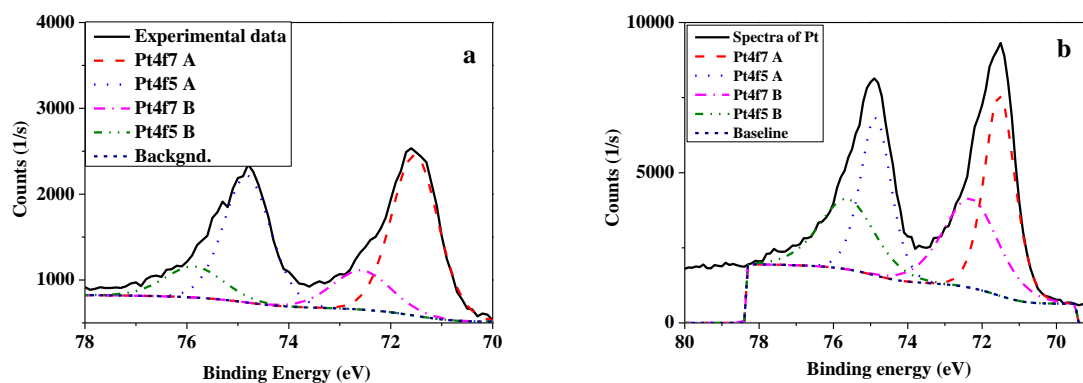 4000
3000
2000
1000
Counts (1/s)
Experimental data
Pt4f7 A
Pt4f5 A
Pt4f7 B
Pt4f5 B
Backgnd.
a
78 76 74 72 70
Binding Energy (eV)
10000
5000
0
Counts (1/s)
Spectra of Pt
Pt4f7 A
Pt4f5 A
Pt4f7 B
Pt4f5 B
Baseline
b
80 78 76 74 72 70
Binding energy (eV)